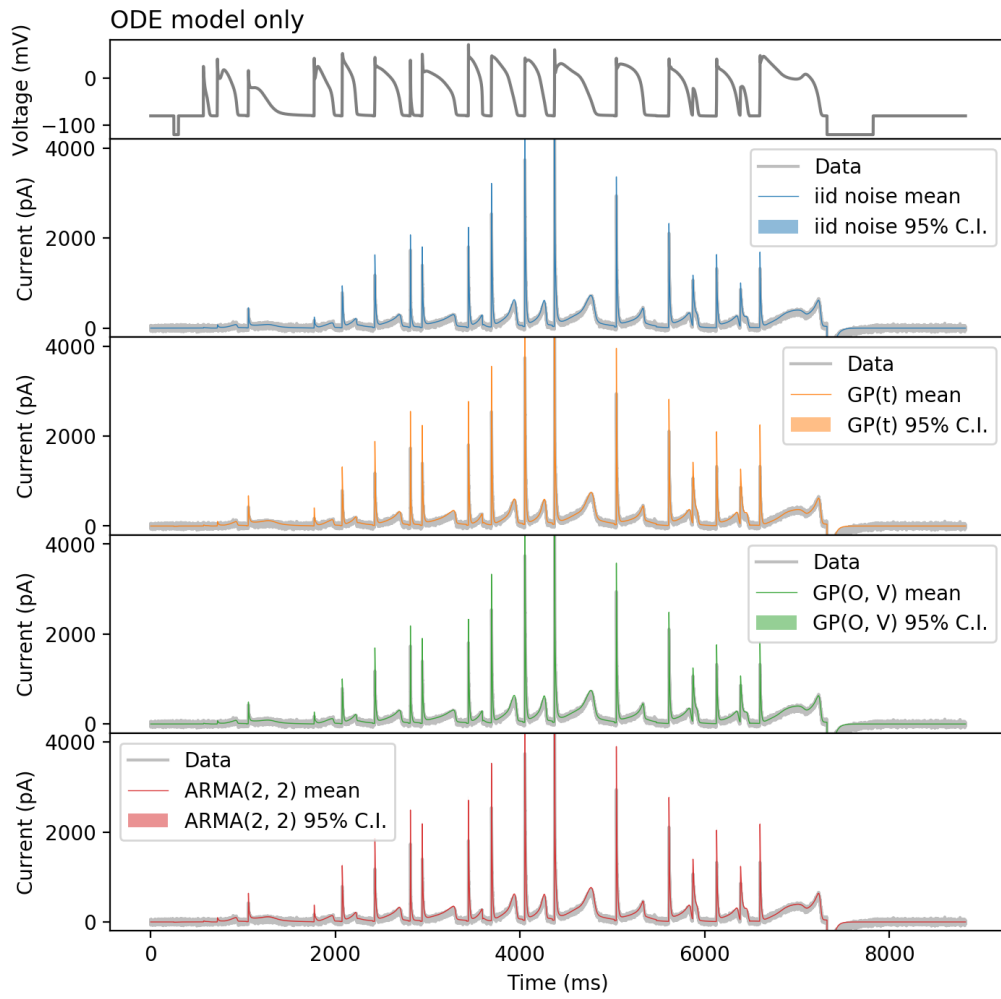 ODE model only
Voltage (mV)
0
−100
Current (pA)
4000
2000
0
Data
iid noise mean
iid noise 95% C.I.
Current (pA)
4000
2000
0
Data
GP(t) mean
GP(t) 95% C.I.
Current (pA)
4000
2000
0
Data
GP(O, V) mean
GP(O, V) 95% C.I.
Current (pA)
4000
2000
0
Data
ARMA(2, 2) mean
ARMA(2, 2) 95% C.I.
0 2000 4000 6000 8000
Time (ms)